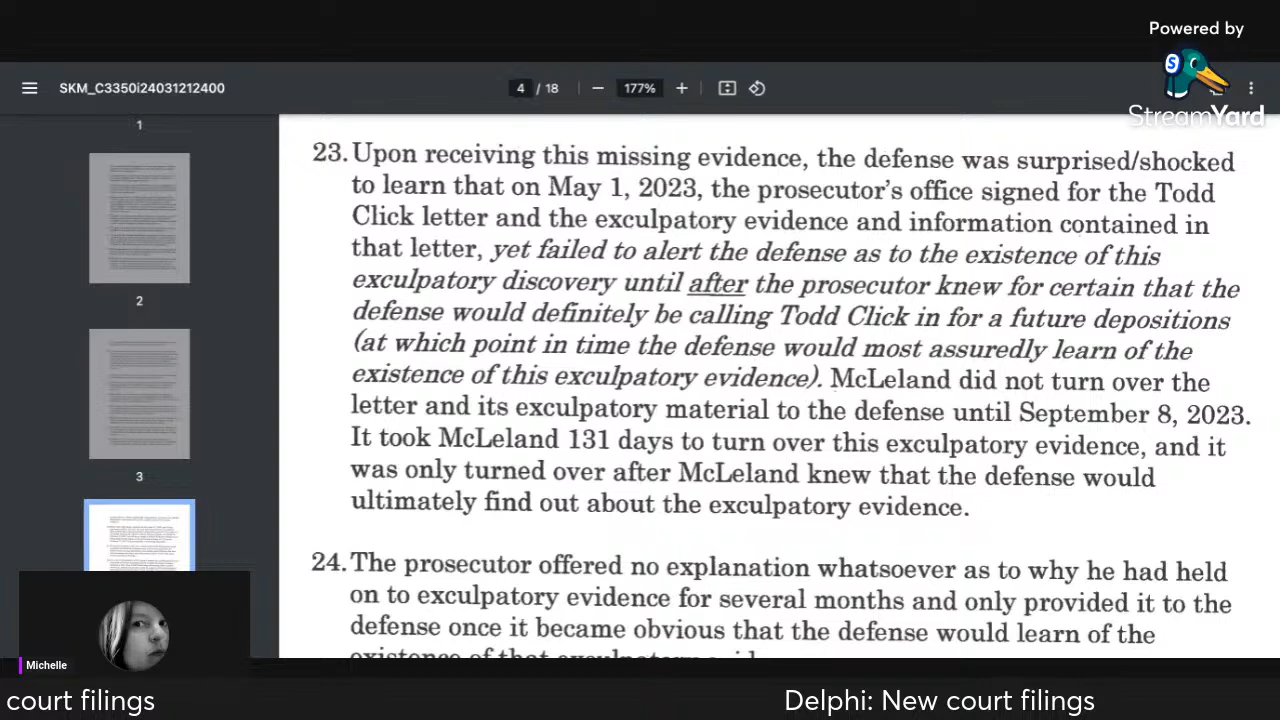 Powered by
S
StreamYard
SKM_C3350i24031212400
4 / 18
177%
1
2
3
23. Upon receiving this missing evidence, the defense was surprised/shocked
to learn that on May 1, 2023, the prosecutor's office signed for the Todd
Click letter and the exculpatory evidence and information contained in
that letter, yet failed to alert the defense as to the existence of this
exculpatory discovery until after the prosecutor knew for certain that the
defense would definitely be calling Todd Click in for a future depositions
(at which point in time the defense would most assuredly learn of the
existence of this exculpatory evidence). McLeland did not turn over the
letter and its exculpatory material to the defense until September 8, 2023.
It took McLeland 131 days to turn over this exculpatory evidence, and it
was only turned over after McLeland knew that the defense would
ultimately find out about the exculpatory evidence.
24. The prosecutor offered no explanation whatsoever as to why he had held
on to exculpatory evidence for several months and only provided it to the
defense once it became obvious that the defense would learn of the
existence of that exculpatory
Michelle
court filings
Delphi: New court filings